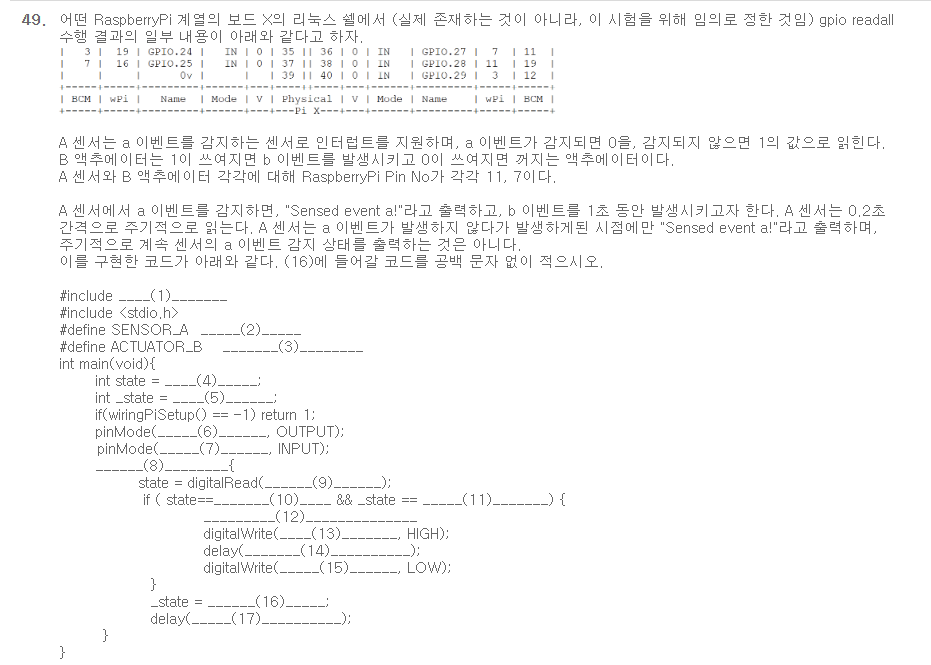 49. 어떤 RaspberryPi 계열의 보드 X의 리눅스 쉘에서 (실제 존재하는 것이 아니라, 이 시험을 위해 임의로 정한 것임) gpio readall
수행 결과의 일부 내용이 아래와 같다고 하자.
| 3 | 19 | GPIO.24 | IN | 0 | 35 || 36 | 0 | IN | GPIO.27 | 7 | 11 |
| 7 | 16 | GPIO.25 | IN | 0 | 37 || 38 | 0 | IN | GPIO.28 | 11 | 19 |
| | | 0v | | | 39 || 40 | 0 | IN | GPIO.29 | 3 | 12 |
+-----+-----+---------+------+---+----++----+---+------+---------+-----+-----+
| BCM | wPi | Name | Mode | V | Physical | V | Mode | Name | wPi | BCM |
+-----+-----+---------+------+---+---Pi X---+---+------+---------+-----+-----+
A 센서는 a 이벤트를 감지하는 센서로 인터럽트를 지원하며, a 이벤트가 감지되면 0을, 감지되지 않으면 1의 값으로 읽힌다.
B 액추에이터는 1이 쓰여지면 b 이벤트를 발생시키고 0이 쓰여지면 꺼지는 액추에이터이다.
A 센서와 B 액추에이터 각각에 대해 RaspberryPi Pin No가 각각 11, 7이다.
A 센서에서 a 이벤트를 감지하면, "Sensed event a!"라고 출력하고, b 이벤트를 1초 동안 발생시키고자 한다. A 센서는 0.2초
간격으로 주기적으로 읽는다. A 센서는 a 이벤트가 발생하지 않다가 발생하게된 시점에만 "Sensed event a!"라고 출력하며,
주기적으로 계속 센서의 a 이벤트 감지 상태를 출력하는 것은 아니다.
이를 구현한 코드가 아래와 같다. (16)에 들어갈 코드를 공백 문자 없이 적으시오.
#include ____(1)_______
#include <stdio.h>
#define SENSOR_A _____(2)_____
#define ACTUATOR_B _______(3)________
int main(void){
int state = ____(4)_____;
int _state = ____(5)______;
if(wiringPiSetup() == -1) return 1;
pinMode(_____(6)______, OUTPUT);
pinMode(_____(7)______, INPUT);
______(8)________{
state = digitalRead(______(9)______);
if ( state==_______(10)____ && _state == _____(11)_______) {
_________(12)______________
digitalWrite(____(13)_______, HIGH);
delay(_______(14)__________);
digitalWrite(_____(15)______, LOW);
}
_state = ______(16)_____;
delay(_____(17)__________);
}
}